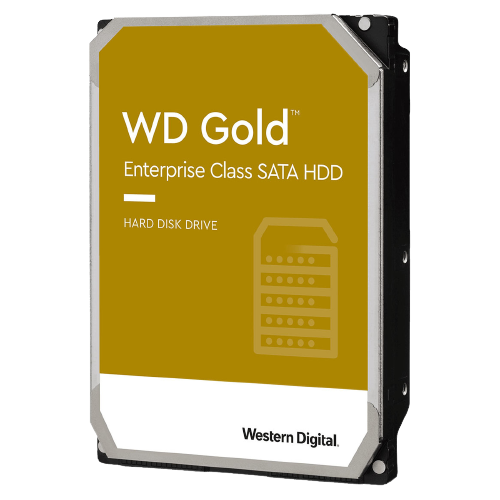 WD Gold™
Enterprise Class SATA HDD
HARD DISK DRIVE
Western Digital.